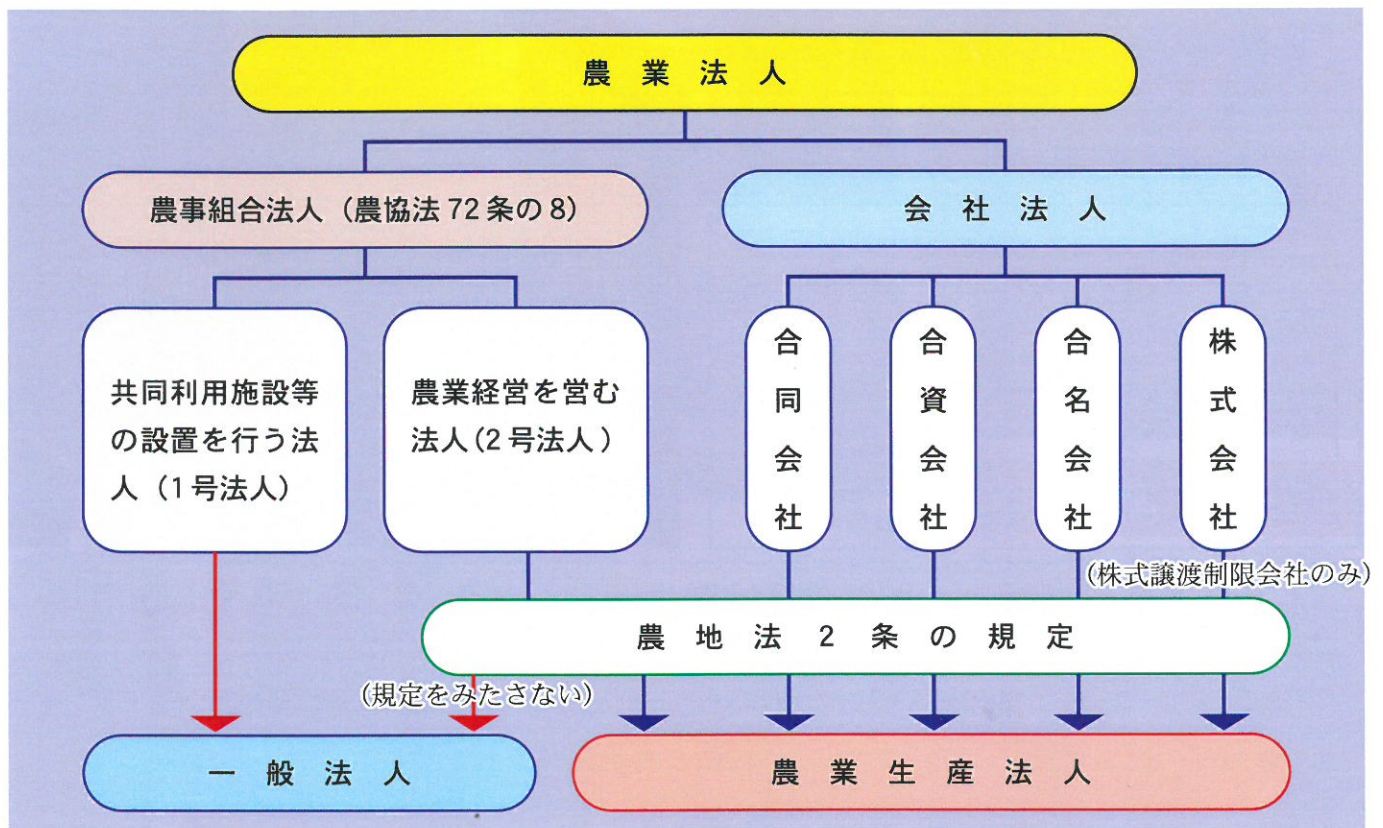 農業法人
農事組合法人（農協法72条の8）
会社法人
共同利用施設等
の設置を行う法
人（1号法人）
農業経営を営む
法人（2号法人）
合同会社
合資会社
合名会社
株式会社
（株式譲渡制限会社のみ）
農地法2条の規定
（規定をみたさない）
一般法人
農業生産法人